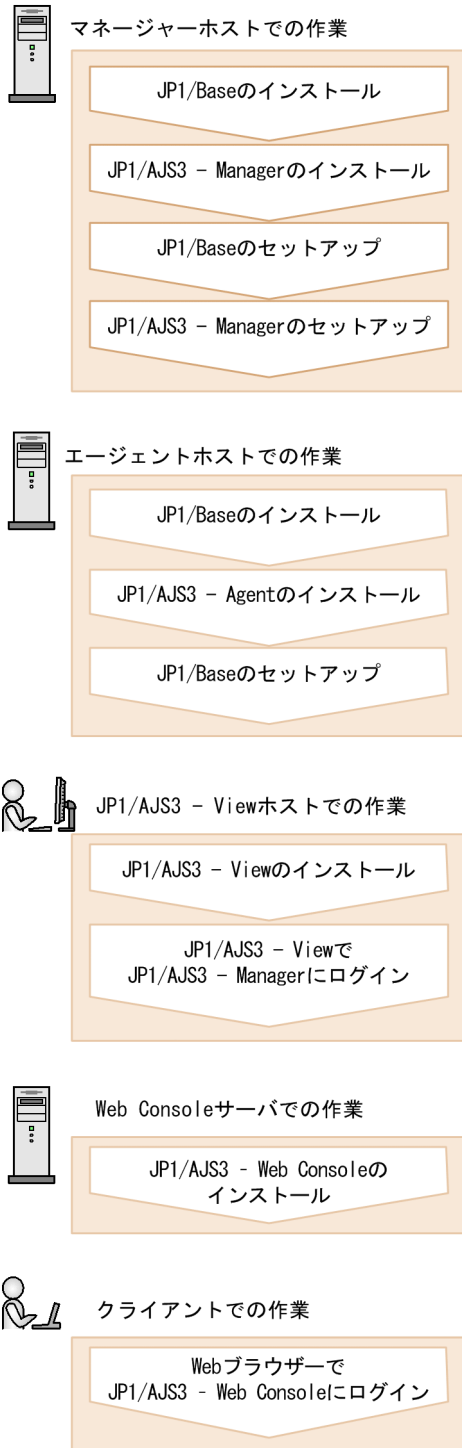 マネージャーホストでの作業
JP1/Baseのインストール
JP1/AJS3 − Managerのインストール
JP1/Baseのセットアップ
JP1/AJS3 − Managerのセットアップ
エージェントホストでの作業
JP1/Baseのインストール
JP1/AJS3 − Agentのインストール
JP1/Baseのセットアップ
JP1/AJS3 − Viewホストでの作業
JP1/AJS3 − Viewのインストール
JP1/AJS3 − Viewで
JP1/AJS3 − Managerにログイン
Web Consoleサーバでの作業
JP1/AJS3 - Web Consoleの
インストール
クライアントでの作業
Webブラウザーで
JP1/AJS3 - Web Consoleにログイン